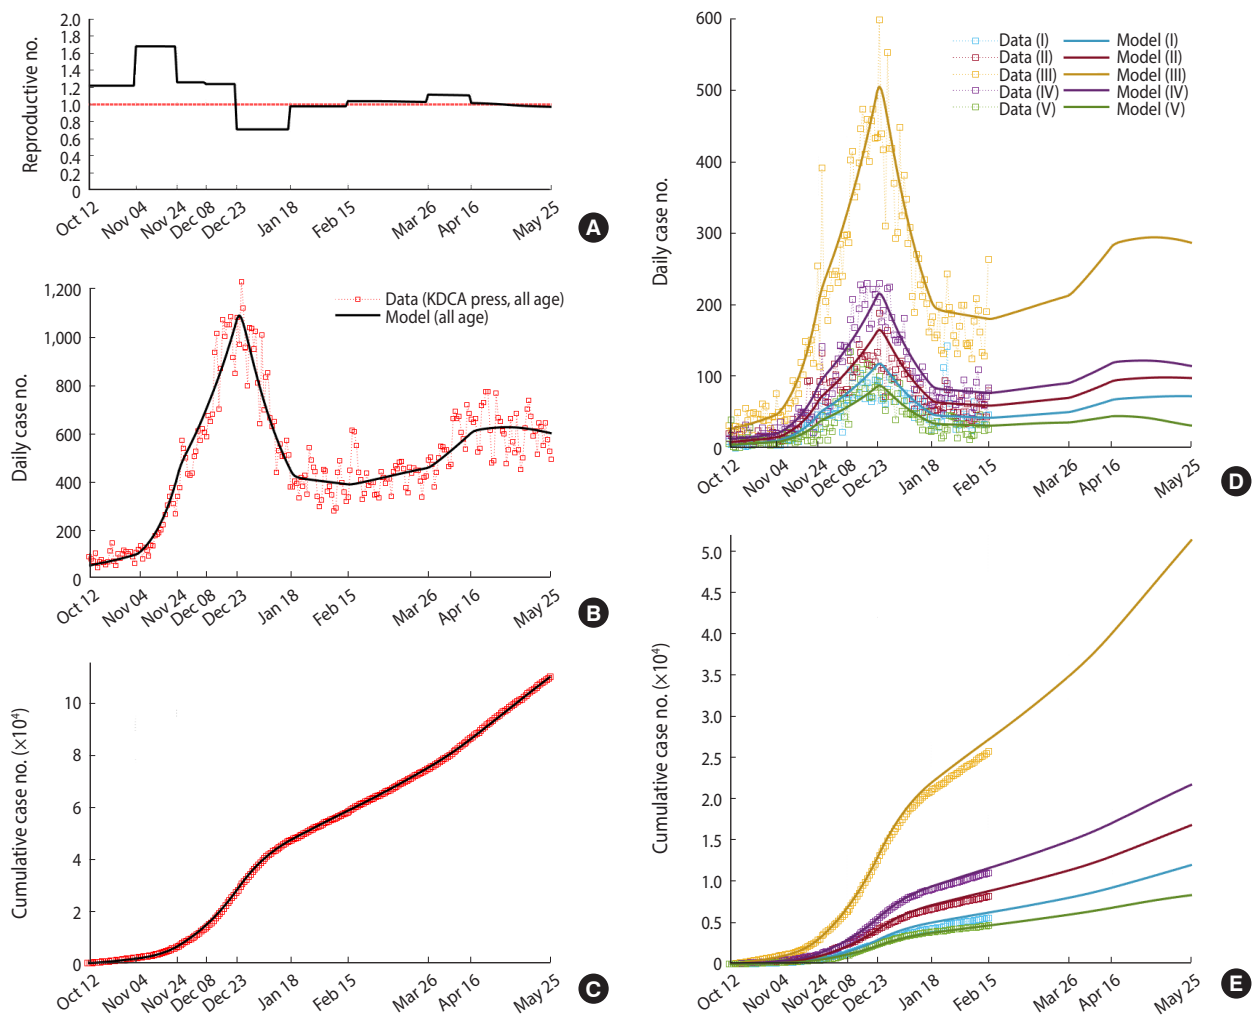 Reproductive no.
2.0
1.8
1.6
1.4
1.2
1.0
0.8
0.6
0.4
0.2
0
Oct 12
Nov 04
Nov 24
Dec 08
Dec 23
Jan 18
Feb 15
Mar 26
Apr 16
May 25
A
Daily case no.
1,200
1,000
800
600
400
200
0
Data (KDCA press, all age)
Model (all age)
Oct 12
Nov 04
Nov 24
Dec 08
Dec 23
Jan 18
Feb 15
Mar 26
Apr 16
May 25
B
Cumulative case no. (×10⁴)
10
8
6
4
2
0
Oct 12
Nov 04
Nov 24
Dec 08
Dec 23
Jan 18
Feb 15
Mar 26
Apr 16
May 25
C
Daily case no.
600
500
400
300
200
100
0
Data (I) Model (I)
Data (II) Model (II)
Data (III) Model (III)
Data (IV) Model (IV)
Data (V) Model (V)
Oct 12
Nov 04
Nov 24
Dec 08
Dec 23
Jan 18
Feb 15
Mar 26
Apr 16
May 25
D
Cumulative case no. (×10⁴)
5.0
4.5
4.0
3.5
3.0
2.5
2.0
1.5
1.0
0.5
0
Oct 12
Nov 04
Nov 24
Dec 08
Dec 23
Jan 18
Feb 15
Mar 26
Apr 16
May 25
E